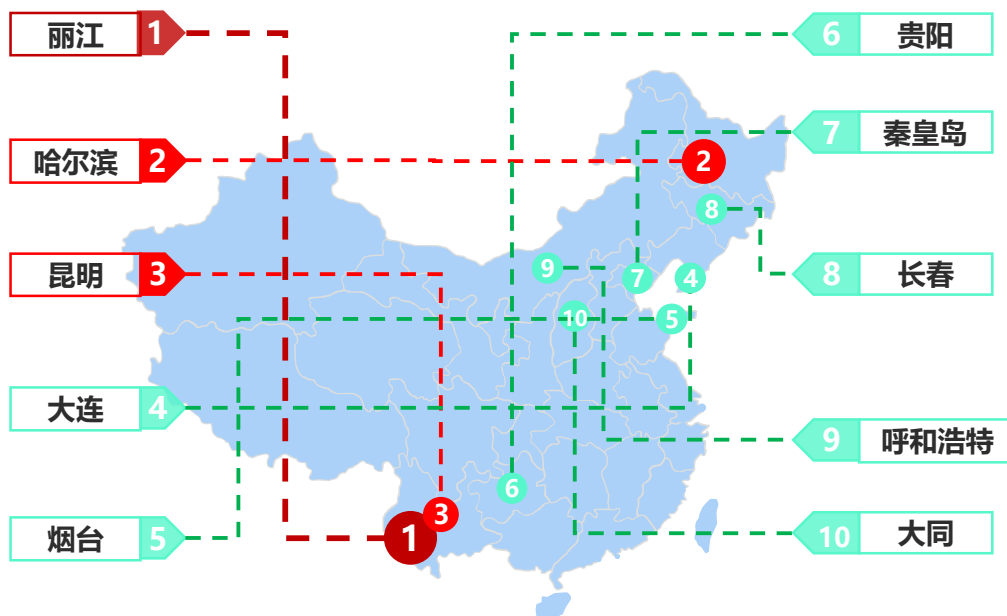 丽江 1
哈尔滨 2
昆明 3
大连 4
烟台 5
6 贵阳
7 秦皇岛
8 长春
9 呼和浩特
10 大同
2
8
9
7
4
10
5
6
3
1